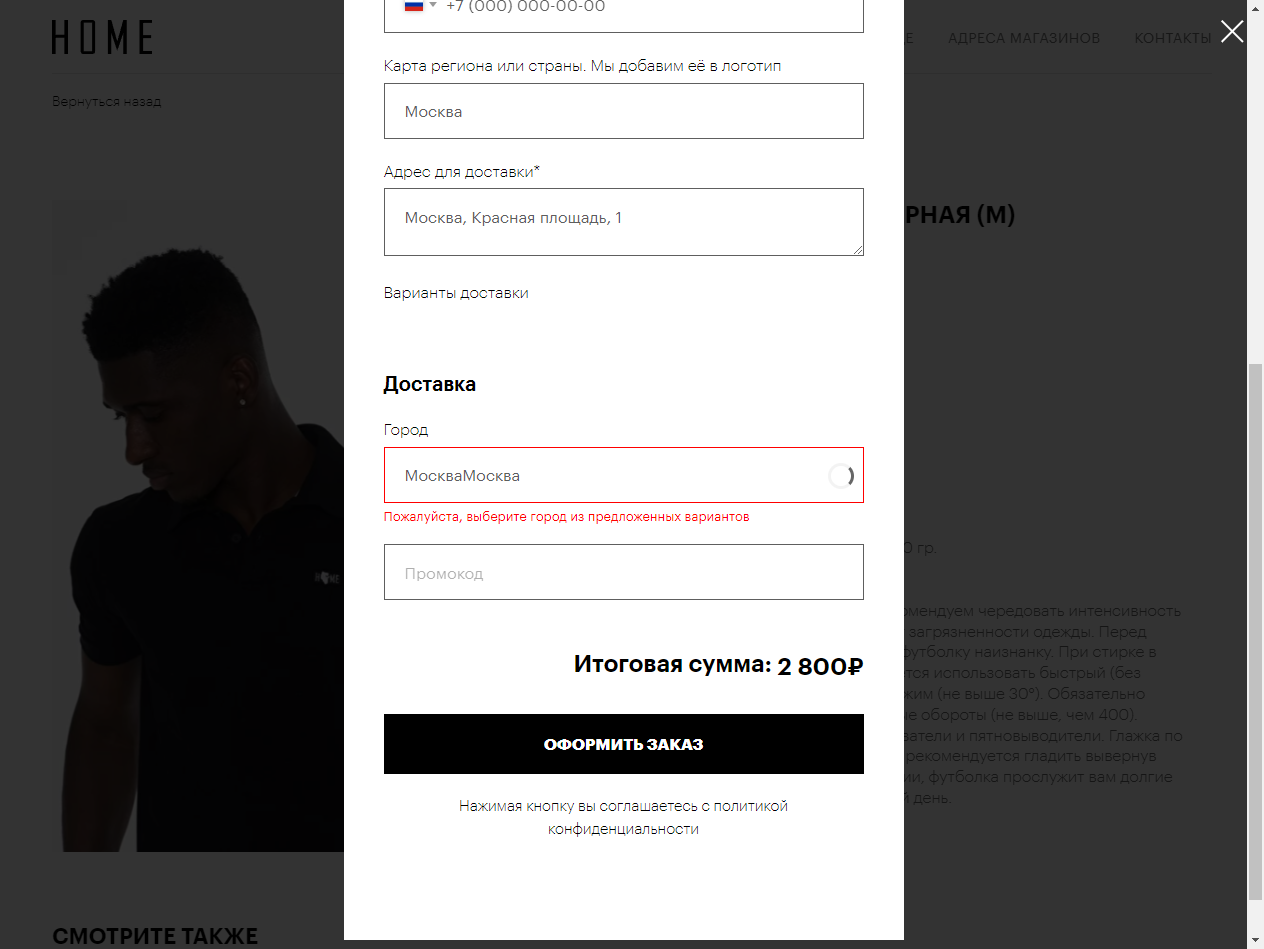 HOME
+7 (000) 000-00-00
АДРЕСА МАГАЗИНОВ
КОНТАКТЫ
Вернуться назад
Карта региона или страны. Мы добавим её в логотип
Москва
Адрес для доставки*
Москва, Красная площадь, 1
РНАЯ (M)
Варианты доставки
Доставка
Город
МоскваМосква
Пожалуйста, выберите город из предложенных вариантов
Промокод
Итоговая сумма: 2 800₽
ОФОРМИТЬ ЗАКАЗ
Нажимая кнопку вы соглашаетесь с политикой
конфиденциальности
0 гр.
омендуем чередовать интенсивность
загрязненности одежды. Перед
футболку наизнанку. При стирке в
ется использовать быстрый (без
жим (не выше 30°). Обязательно
ые обороты (не выше, чем 400).
ватели и пятновыводители. Глажка по
рекомендуется гладить вывернув
ии, футболка прослужит вам долгие
й день.
СМОТРИТЕ ТАКЖЕ